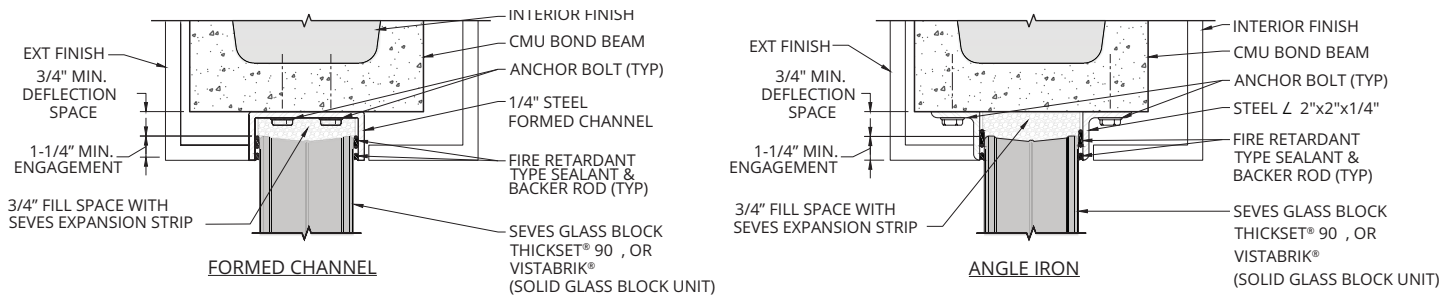 INTERIOR FINISH
CMU BOND BEAM
ANCHOR BOLT (TYP)
1/4" STEEL
FORMED CHANNEL
FIRE RETARDANT
TYPE SEALANT &
BACKER ROD (TYP)
SEVES GLASS BLOCK
THICKSET® 90 , OR
VISTABRIK®
(SOLID GLASS BLOCK UNIT)
EXT FINISH
3/4" MIN.
DEFLECTION
SPACE
1-1/4” MIN.
ENGAGEMENT
3/4” FILL SPACE WITH
SEVES EXPANSION STRIP
FORMED CHANNEL
EXT FINISH
3/4" MIN.
DEFLECTION
SPACE
1-1/4” MIN.
ENGAGEMENT
3/4” FILL SPACE WITH
SEVES EXPANSION STRIP
ANGLE IRON
INTERIOR FINISH
CMU BOND BEAM
ANCHOR BOLT (TYP)
STEEL ∠ 2"x2"x1/4"
FIRE RETARDANT
TYPE SEALANT &
BACKER ROD (TYP)
SEVES GLASS BLOCK
THICKSET® 90 , OR
VISTABRIK®
(SOLID GLASS BLOCK UNIT)